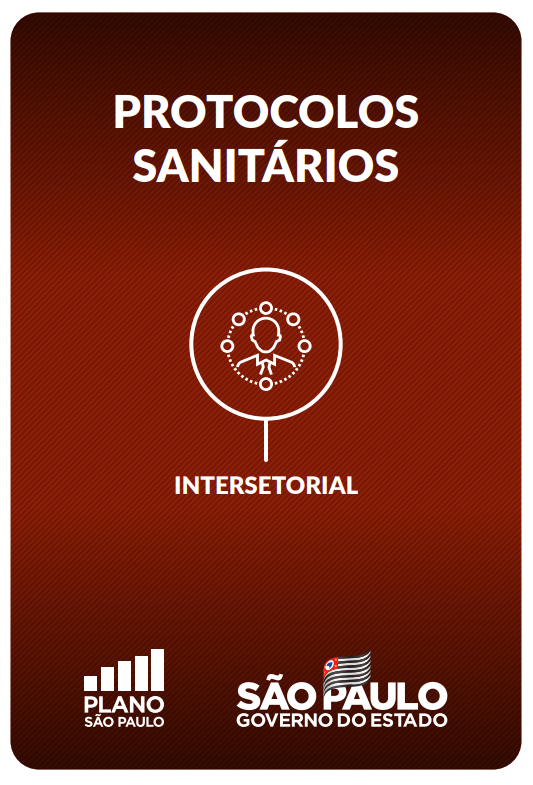 PROTOCOLOS
SANITÁRIOS
INTERSETORIAL
PLANO
SÃO PAULO
SÃO PAULO
GOVERNO DO ESTADO